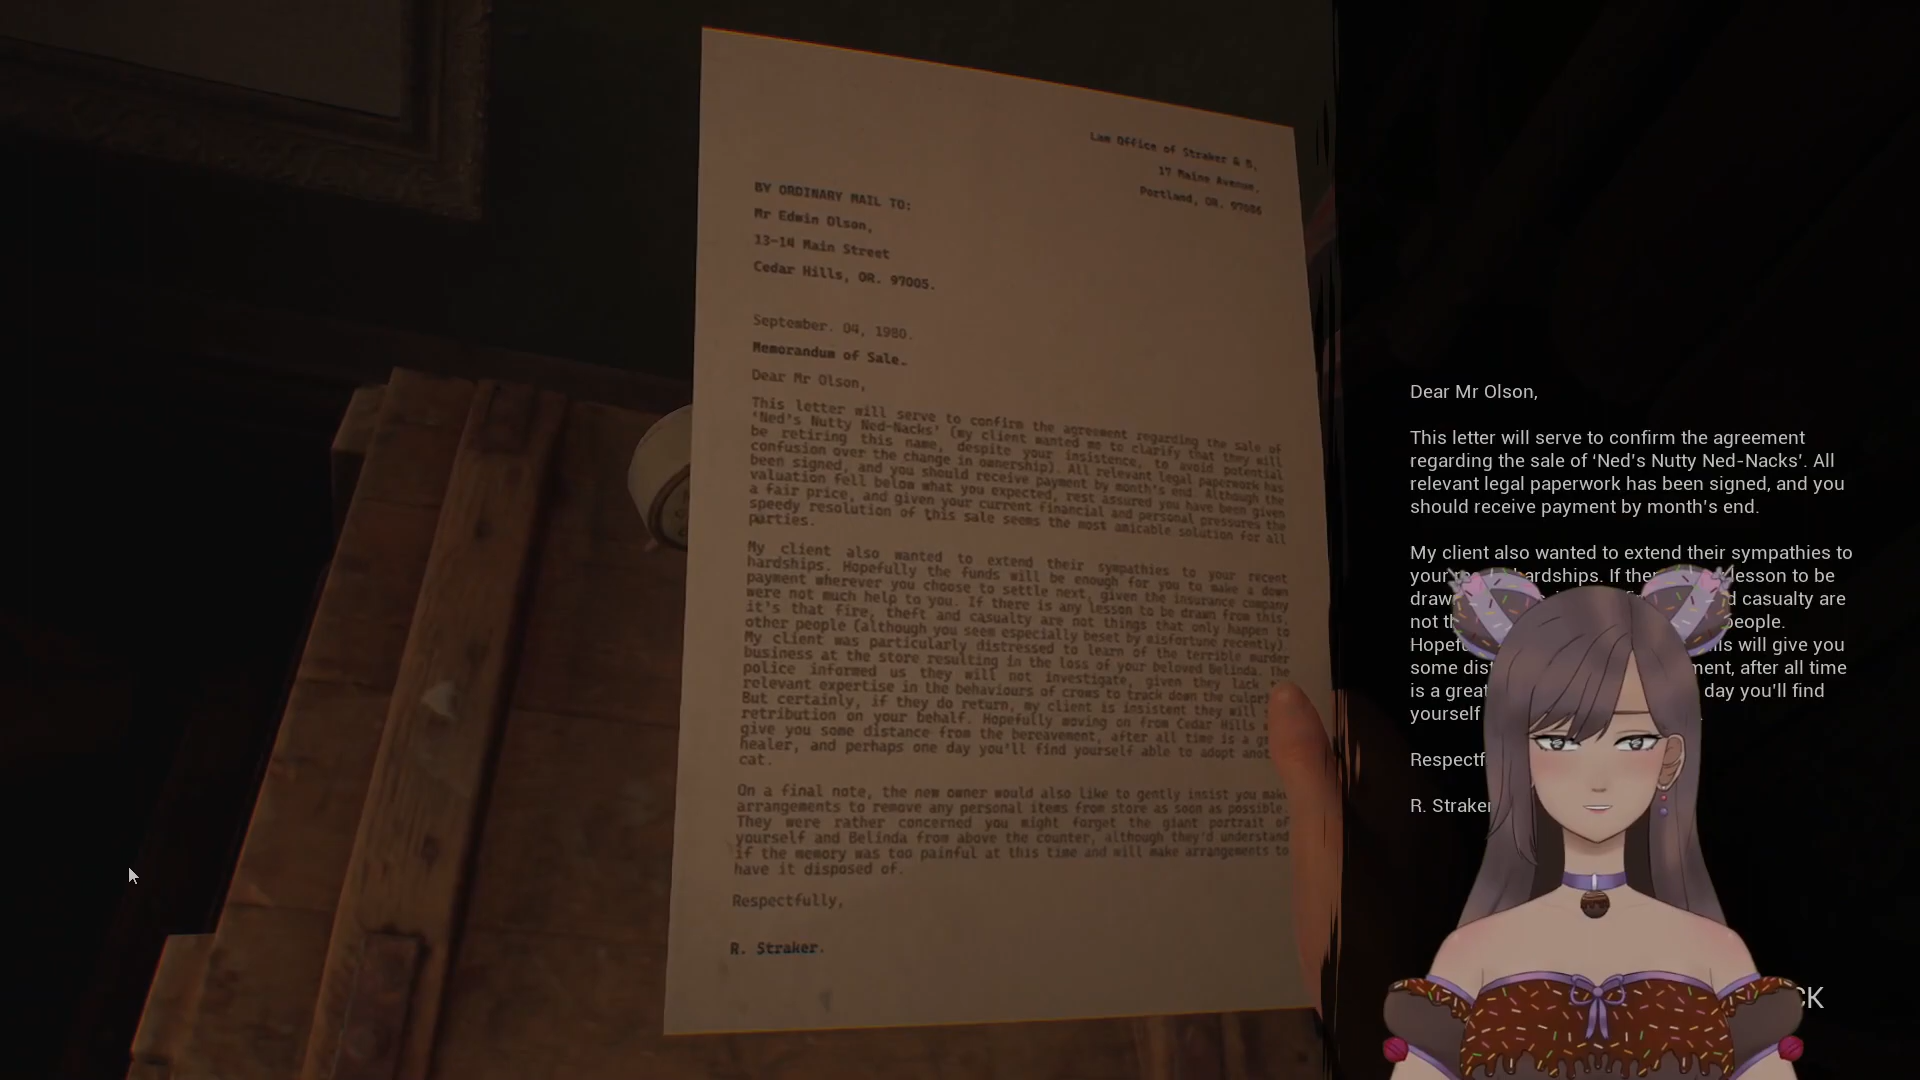 Law Office of Straker & D.
17 Maine Avenue,
Portland, OR. 97086
BY ORDINARY MAIL TO:
Mr Edwin Olson,
13-14 Main Street
Cedar Hills, OR. 97005.
September. 04, 1980.
Memorandum of Sale.
Dear Mr Olson,
This letter will serve to confirm the agreement regarding the sale of
'Ned's Nutty Ned-Nacks' (my client wanted me to clarify that they will
be retiring this name, despite your insistence, to avoid potential
confusion over the change in ownership). All relevant legal paperwork has
been signed, and you should receive payment by month's end. Although the
valuation fell below what you expected, rest assured you have been given
a fair price, and given your current financial and personal pressures the
speedy resolution of this sale seems the most amicable solution for all
parties.
My client also wanted to extend their sympathies to your recent
hardships. Hopefully the funds will be enough for you to make a down
payment wherever you choose to settle next, given the insurance company
were not much help to you. If there is any lesson to be drawn from this,
it's that fire, theft and casualty are not things that only happen to
other people (although you seem especially beset by misfortune recently)
My client was particularly distressed to learn of the terrible murder
business at the store resulting in the loss of your beloved Belinda. The
police informed us they will not investigate, given they lack
relevant expertise in the behaviours of crows to track down the
But certainly, if they do return, my client is insistent they will
retribution on your behalf. Hopefully moving on from Cedar Hills
give you some distance from the bereavement, after all time is a
healer, and perhaps one day you'll find yourself able to adopt
cat.
On a final note, the new owner would also like to gently insist you make
arrangements to remove any personal items from store as soon as possible.
They were rather concerned you might forget the giant portrait of
yourself and Belinda from above the counter, although they'd understand
if the memory was too painful at this time and will make arrangements to
have it disposed of.
Respectfully,
R. Straker.
Dear Mr Olson,
This letter will serve to confirm the agreement
regarding the sale of ‘Ned's Nutty Ned-Nacks’. All
relevant legal paperwork has been signed, and you
should receive payment by month's end.
My client also wanted to extend their sympathies to
your hardships. If lesson to be
casualty are
not people.
will give you
some after all time
is a day you'll find
yourself
R. Straker